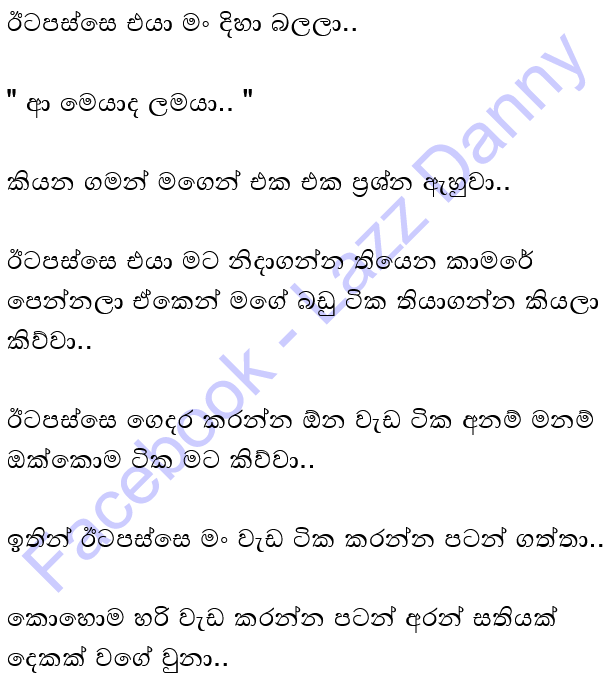 ඊටපස්සෙ එයා මං දිහා බලලා..
" ආ මෙයාද ලමයා.. "
කියන ගමන් මගෙන් එක එක ප්‍රශ්න ඇහුවා..
ඊටපස්සෙ එයා මට නිදාගන්න තියෙන කාමරේ
පෙන්නලා ඒකෙන් මගේ බඩු ටික තියාගන්න කියලා
කිව්වා..
ඊටපස්සෙ ගෙදර කරන්න ඕන වැඩ ටික අනම් මනම්
ඔක්කොම ටික මට කිව්වා..
ඉතින් ඊටපස්සෙ මං වැඩ ටික කරන්න පටන් ගත්තා..
කොහොම හරි වැඩ කරන්න පටන් අරන් සතියක්
දෙකක් වගේ වුනා..
Facebook - Lazz Danny